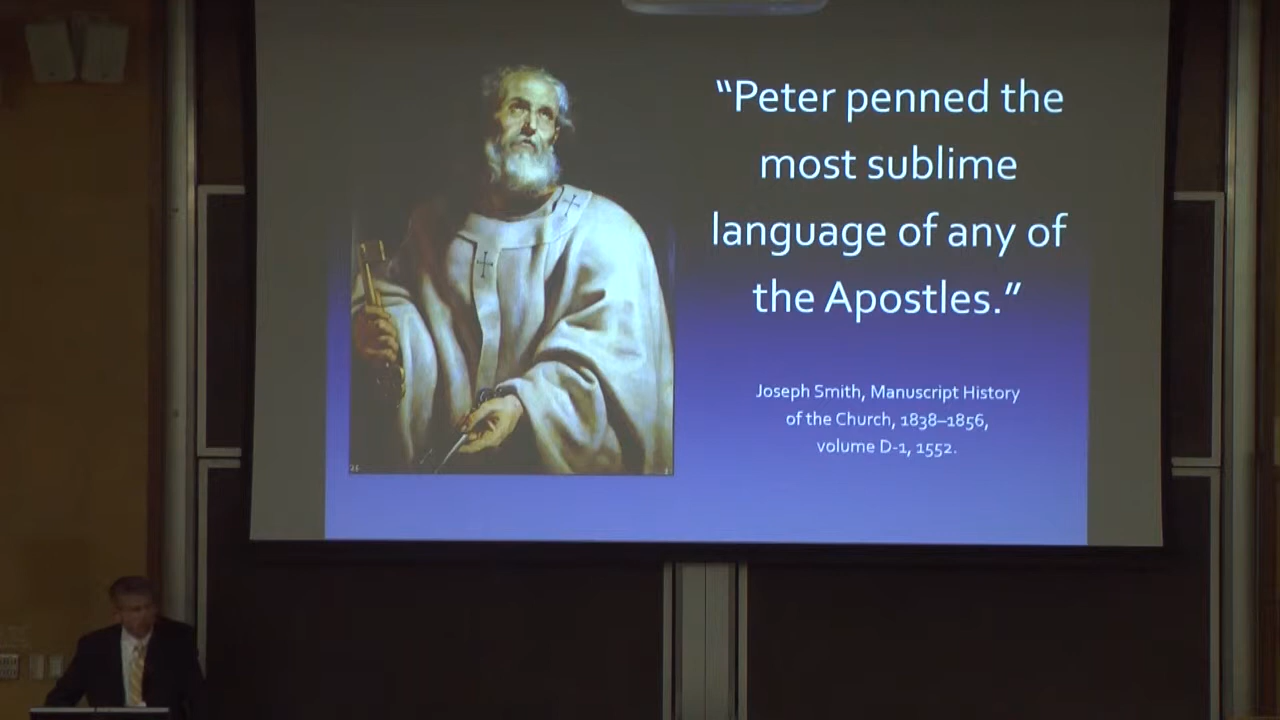 “Peter penned the
most sublime
language of any of
the Apostles.”
Joseph Smith, Manuscript History
of the Church, 1838–1856,
volume D-1, 1552.